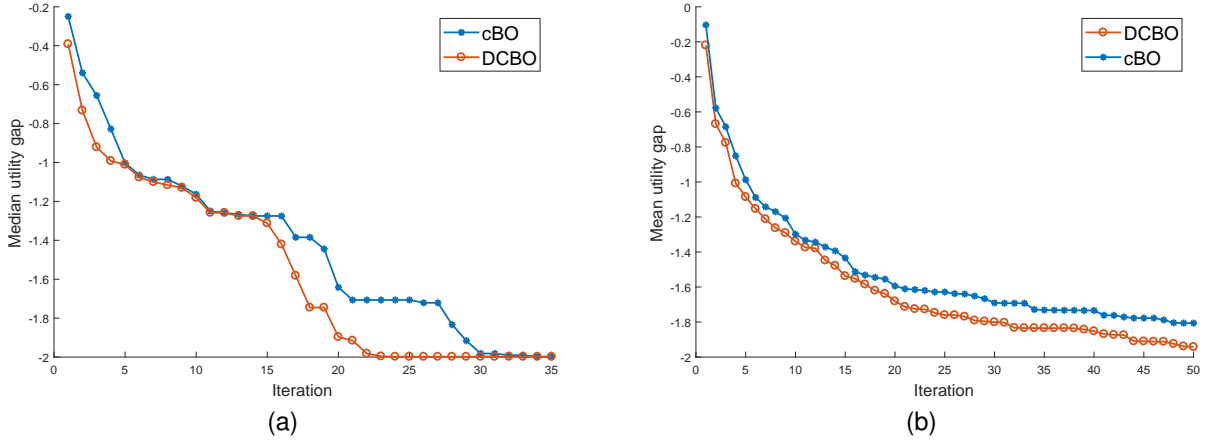 -0.2
-0.4
-0.6
-0.8
-1
-1.2
-1.4
-1.6
-1.8
-2
Median utility gap
0 5 10 15 20 25 30 35
Iteration
cBO
DCBO
(a)
0
-0.2
-0.4
-0.6
-0.8
-1
-1.2
-1.4
-1.6
-1.8
-2
Mean utility gap
0 5 10 15 20 25 30 35 40 45 50
Iteration
DCBO
cBO
(b)